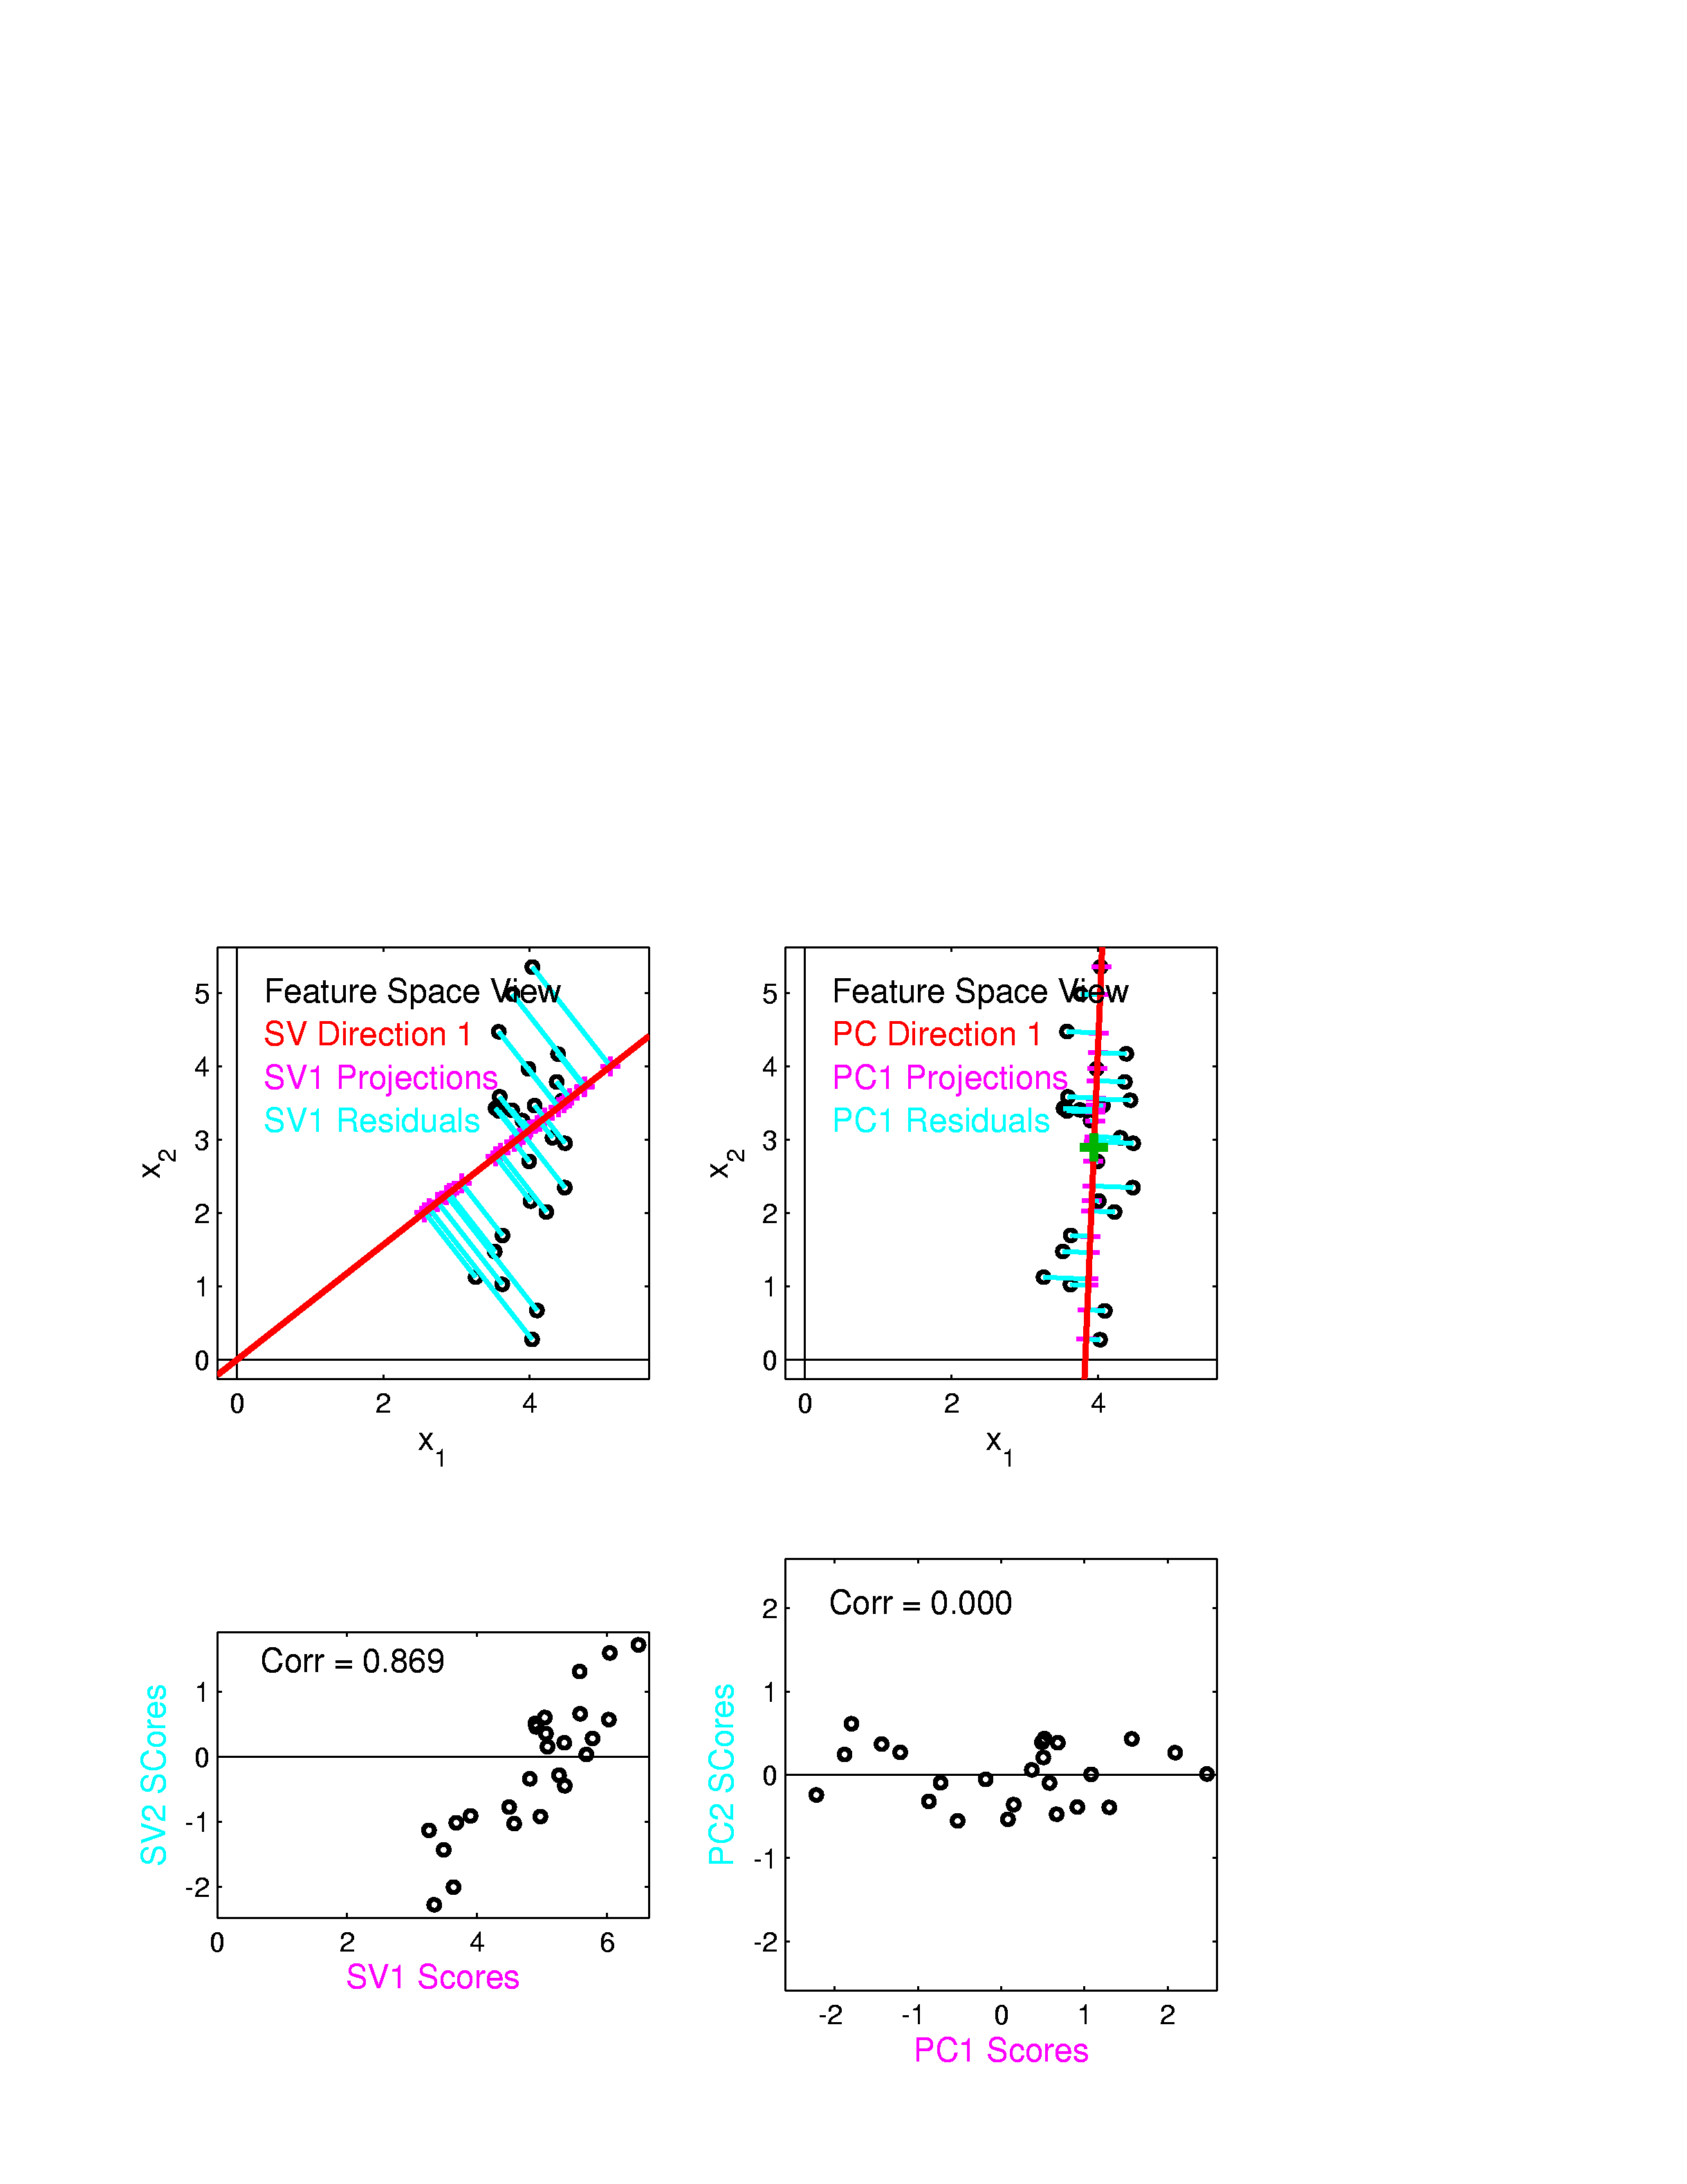 Feature Space View
SV Direction 1
SV1 Projections
SV1 Residuals
5
4
3
2
1
0
x2
0 2 4
x1
Feature Space View
PC Direction 1
PC1 Projections
PC1 Residuals
5
4
3
2
1
0
x2
0 2 4
x1
Corr = 0.869
1
0
-1
-2
SV2 SCores
0 2 4 6
SV1 Scores
Corr = 0.000
2
1
0
-1
-2
PC2 SCores
-2 -1 0 1 2
PC1 Scores